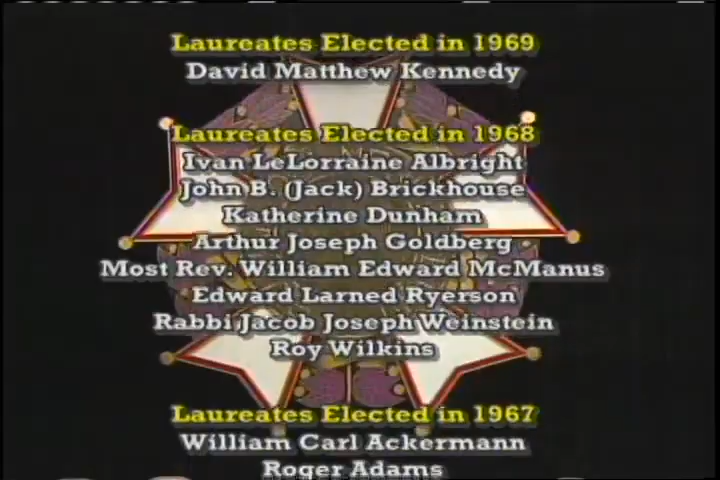 Laureates Elected in 1969
David Matthew Kennedy
Laureates Elected in 1968
Ivan LeLorraine Albright
John B. (Jack) Brickhouse
Katherine Dunham
Arthur Joseph Goldberg
Most Rev. William Edward McManus
Edward Larned Ryerson
Rabbi Jacob Joseph Weinstein
Roy Wilkins
Laureates Elected in 1967
William Carl Ackermann
Roger Adams